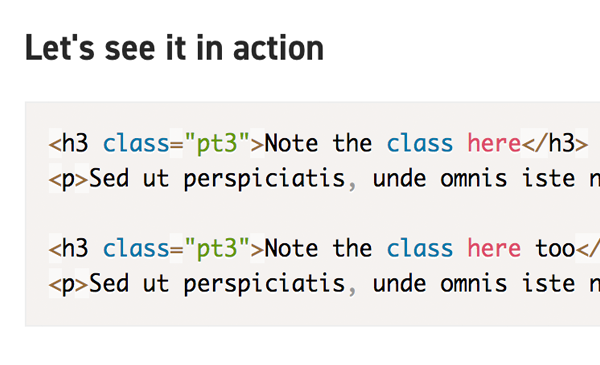 Let's see it in action
<h3 class="pt3">Note the class here</h3>
<p>Sed ut perspiciatis, unde omnis iste n
<h3 class="pt3">Note the class here too</
<p>Sed ut perspiciatis, unde omnis iste n